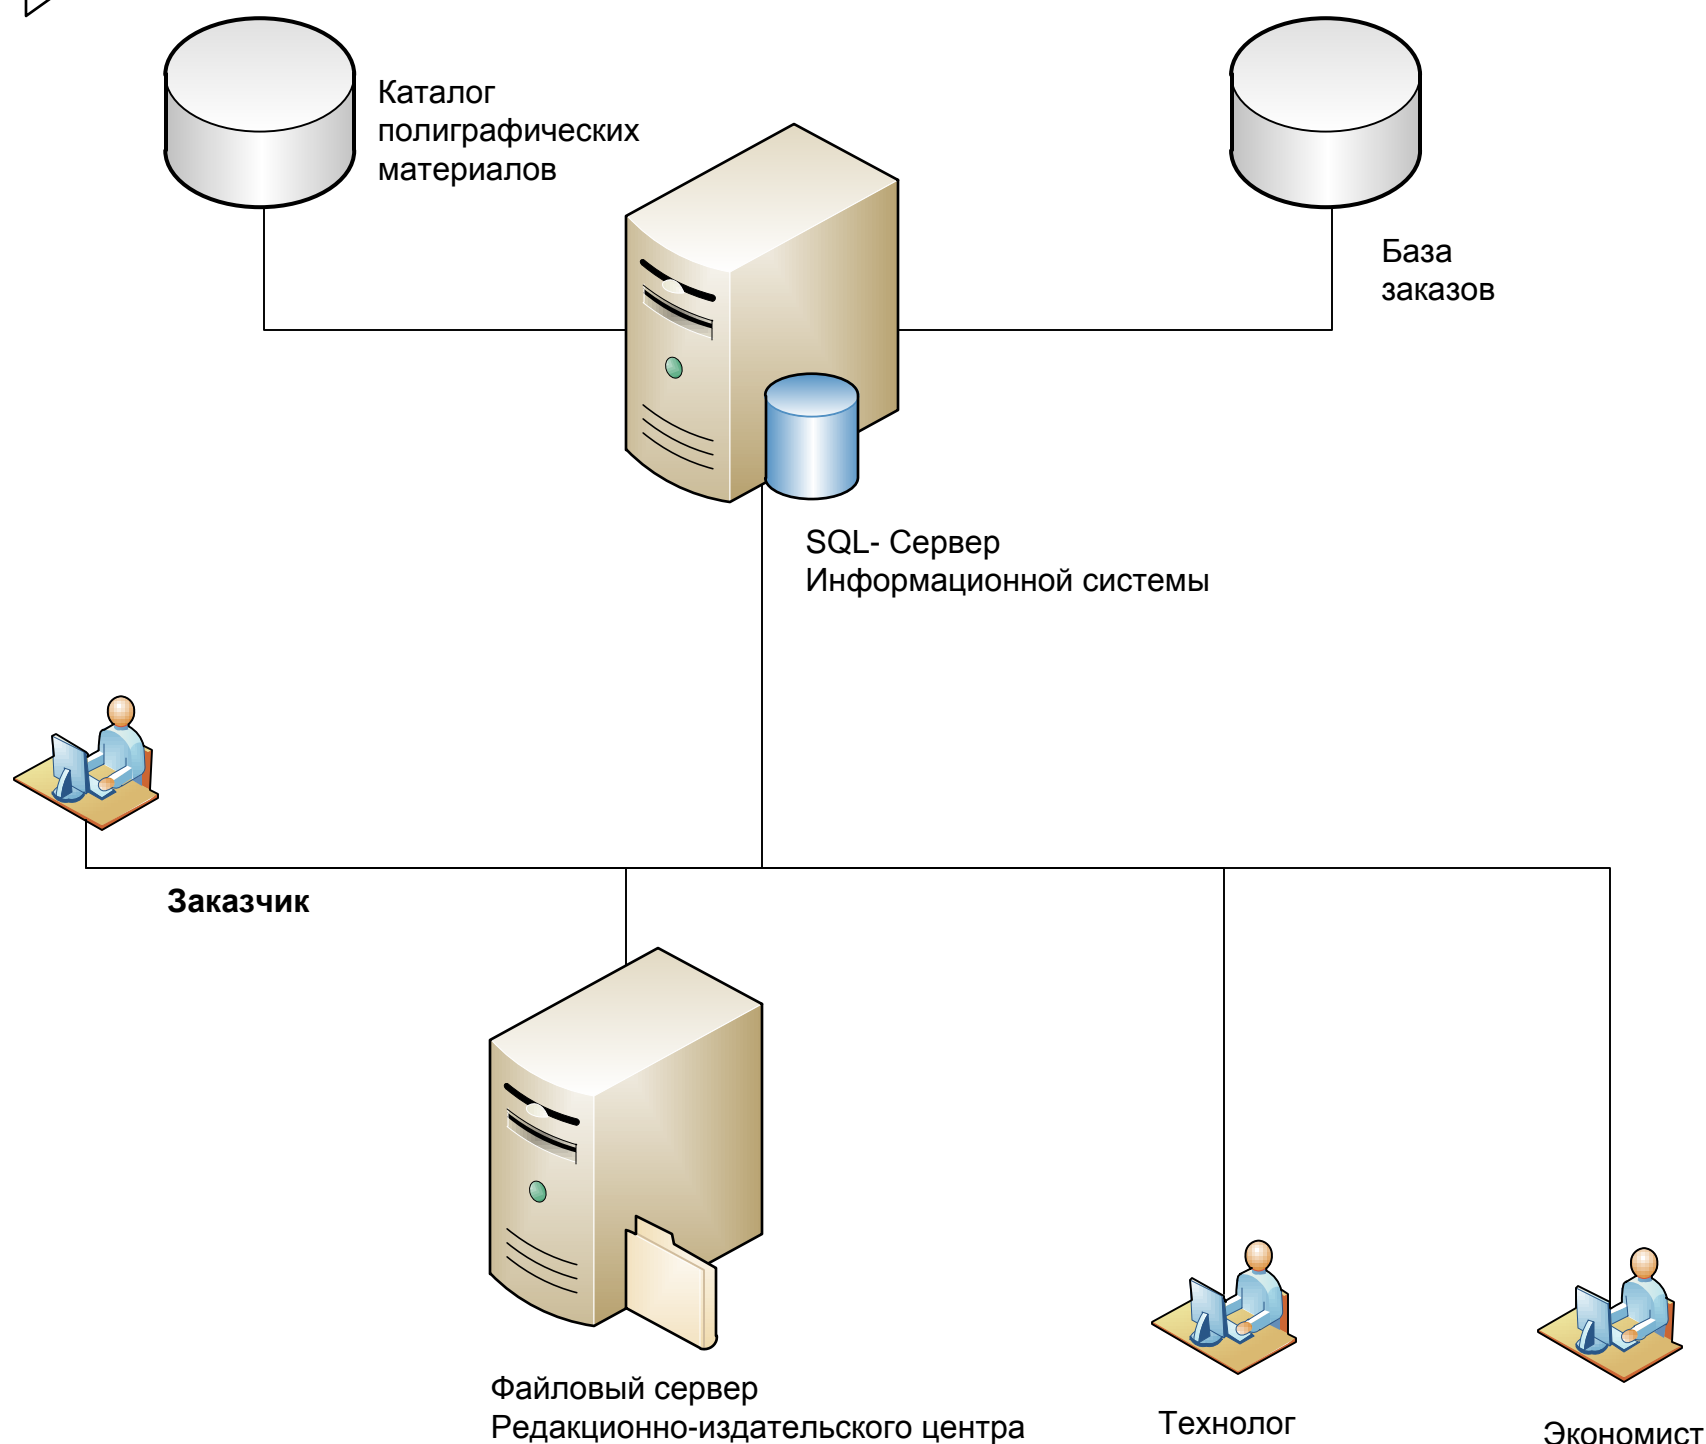 Каталог
полиграфических
материалов
База
заказов
SQL- Сервер
Информационной системы
Заказчик
Файловый сервер
Редакционно-издательского центра
Технолог
Экономист